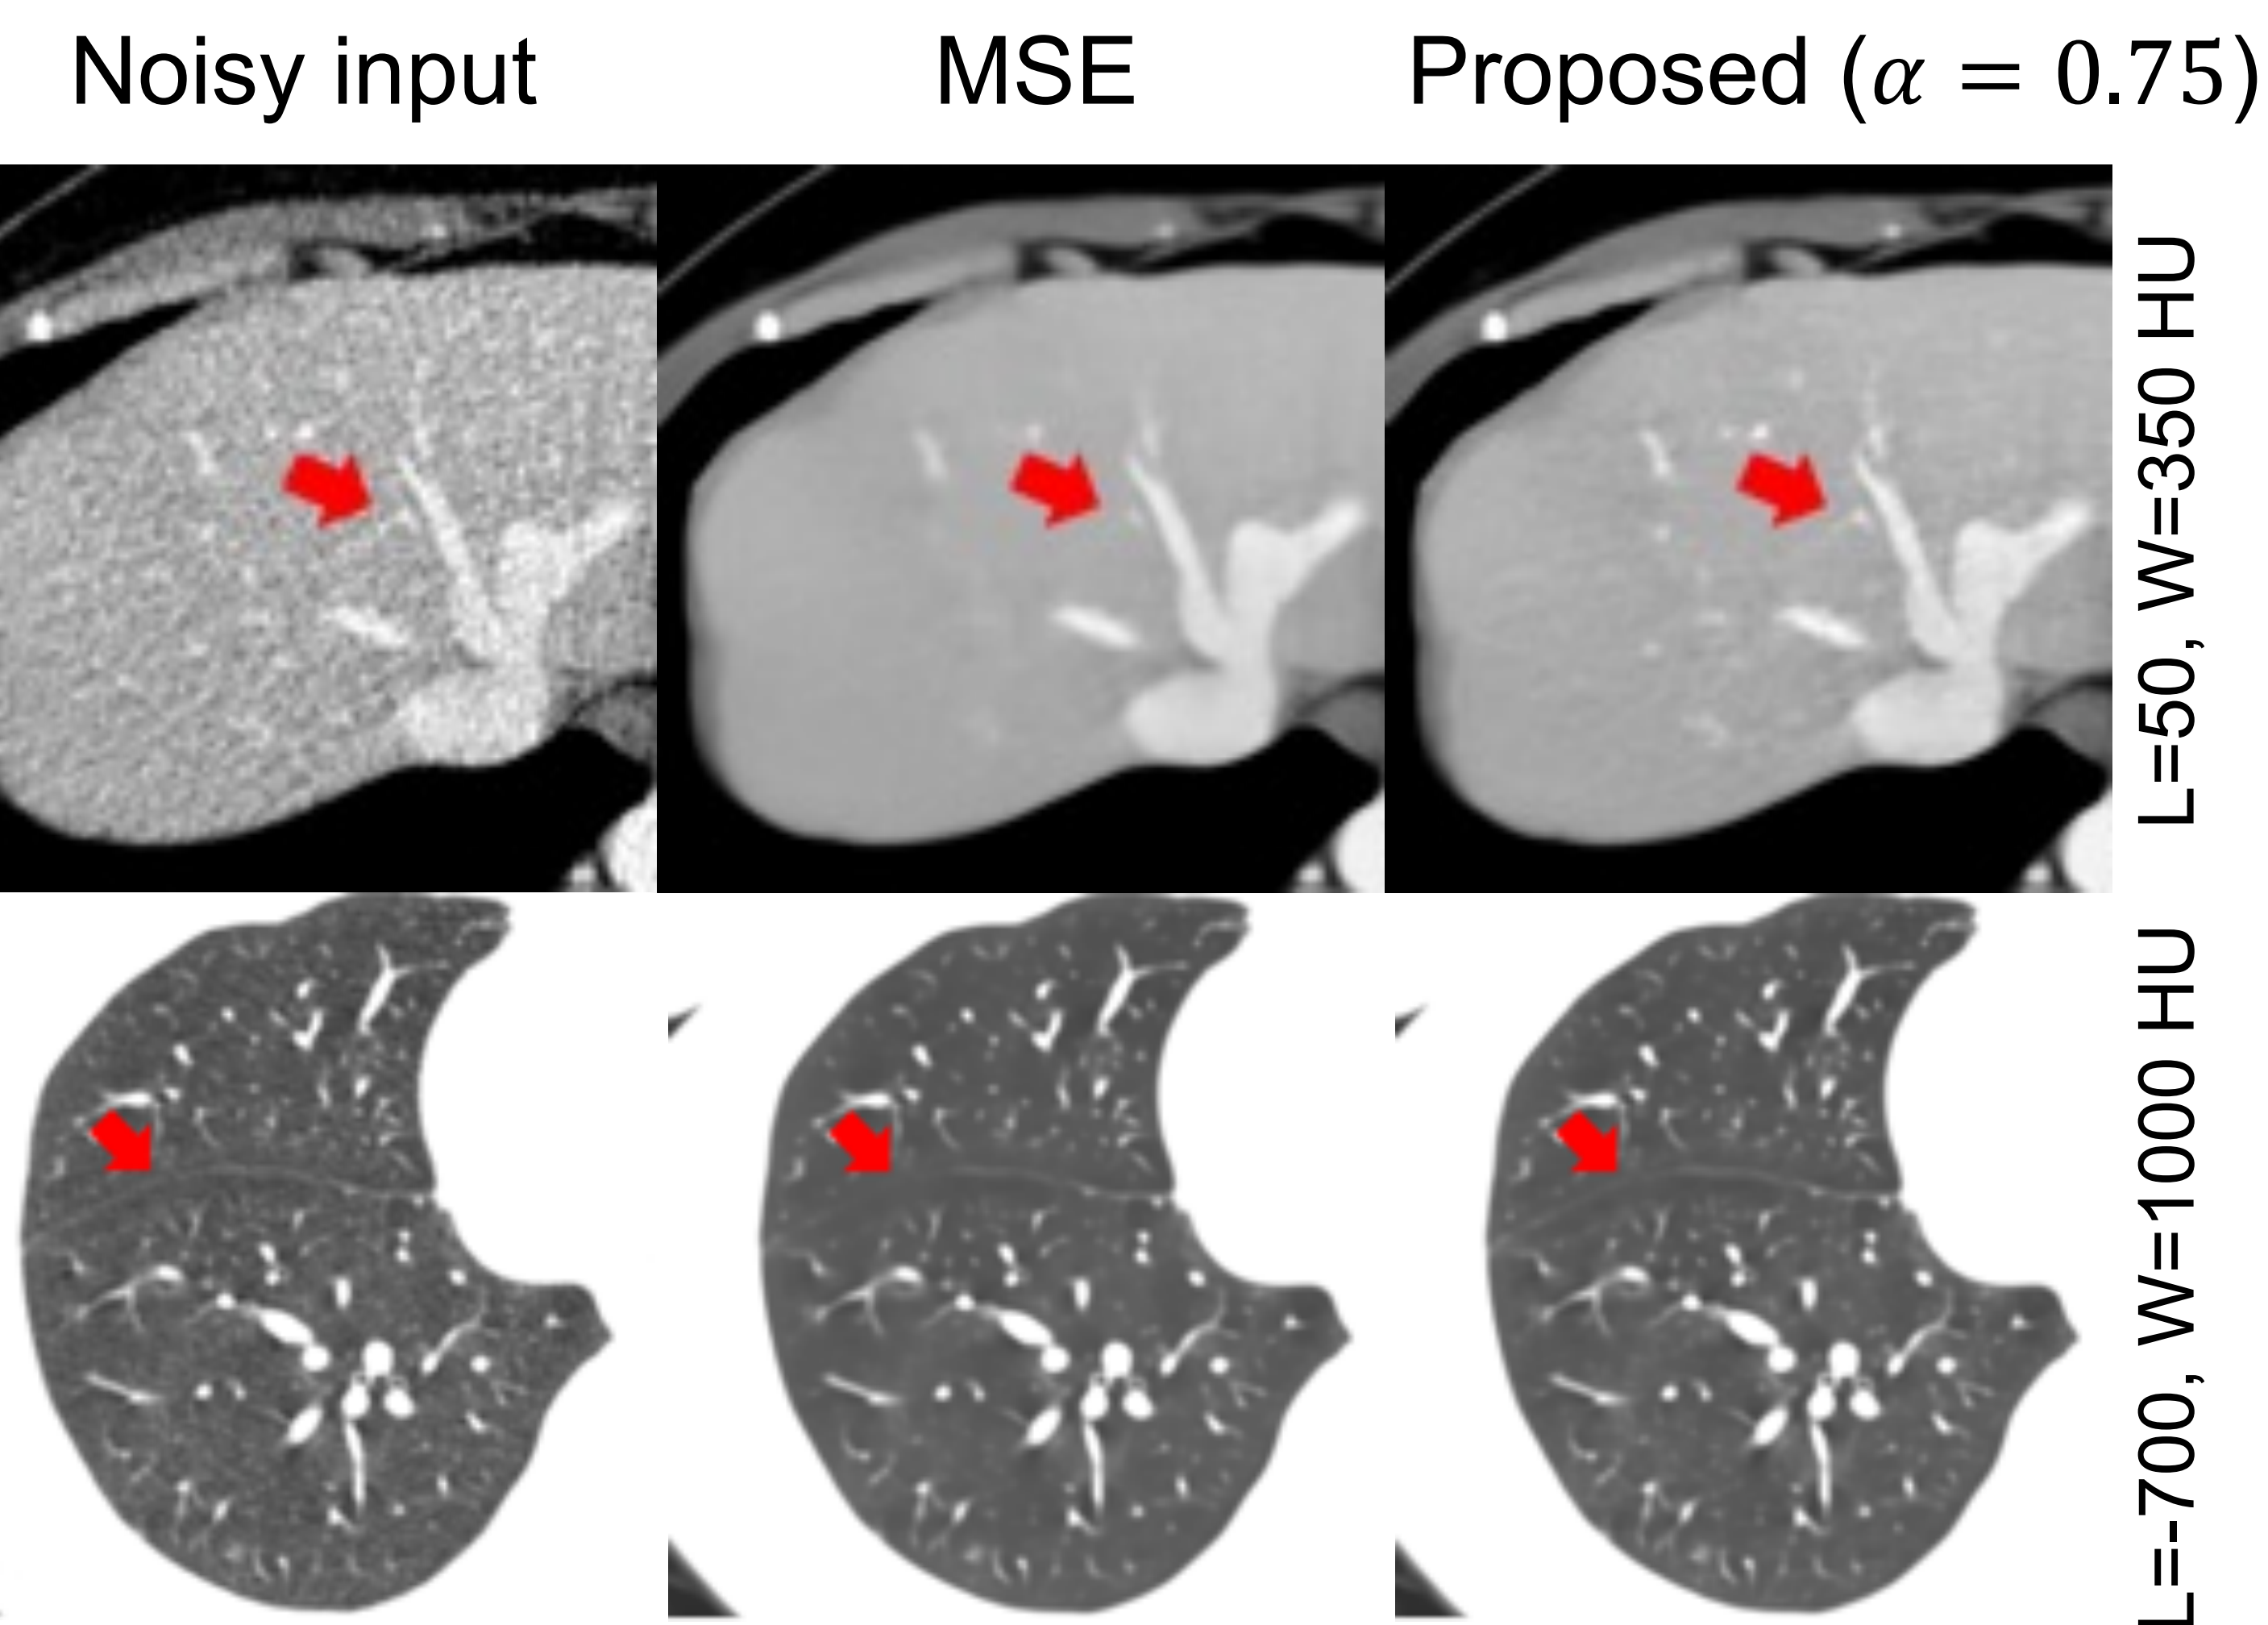 Noisy input
MSE
Proposed (α = 0.75)
L=50, W=350 HU
L=-700, W=1000 HU